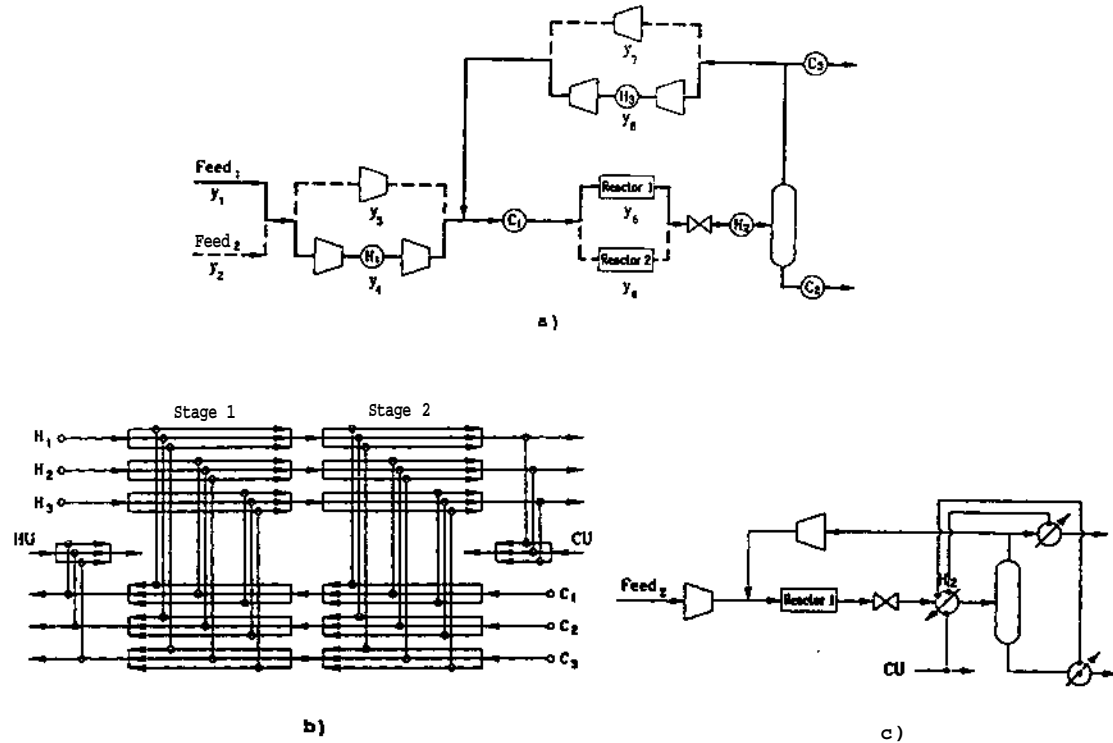 y₇
C₃
H₃
y₈
Feed₁
y₁
y₃
Reactor 1
C₁
y₅
H₂
Feed₂
y₂
H₁
y₄
Reactor 2
C₂
a)
Stage 1 Stage 2
H₁
H₂
H₃
HU CU
C₁
C₂
C₃
b)
H₂
Feed₂
Reactor 1
CU
c)